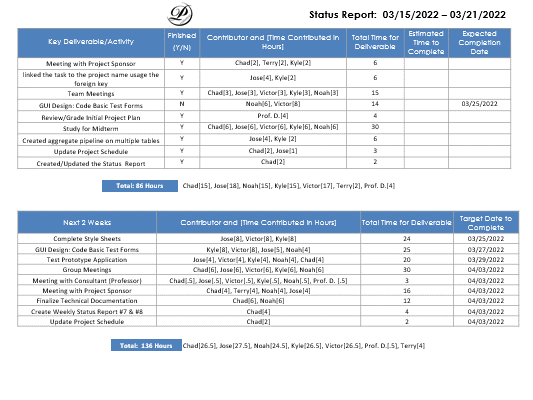 Status Report: 03/15/2022 – 03/21/2022
Key Deliverable/Activity Finished (Y/N) Contributor and [Time Contributed in Hours] Total Time for Deliverable Estimated Time to Complete Expected Completion Date
Meeting with Project Sponsor Y Chad[2], Terry[2], Kyle[2] 6
linked the task to the project name usage the foreign key Y Jose[4], Kyle[2] 6
Team Meetings Y Chad[3], Jose[3], Victor[3], Kyle[3], Noah[3] 15
GUI Design: Code Basic Test Forms N Noah[6], Victor[8] 14 03/25/2022
Review/Grade Initial Project Plan Y Prof. D.[4] 4
Study for Midterm Y Chad[6], Jose[6], Victor[6], Kyle[6], Noah[6] 30
Created aggregate pipeline on multiple tables Y Jose[4], Kyle [2] 6
Update Project Schedule Y Chad[2], Jose[1] 3
Created/Updated the Status Report Y Chad[2] 2
Total: 86 Hours Chad[15], Jose[18], Noah[15], Kyle[15], Victor[17], Terry[2], Prof. D.[4]
Next 2 Weeks Contributor and [Time Contributed in Hours] Total Time for Deliverable Target Date to Complete
Complete Style Sheets Jose[8], Victor[8], Kyle[8] 24 03/25/2022
GUI Design: Code Basic Test Forms Kyle[8], Victor[8], Jose[5], Noah[4] 25 03/27/2022
Test Prototype Application Jose[4], Victor[4], Kyle[4], Noah[4], Chad[4] 20 03/29/2022
Group Meetings Chad[6], Jose[6], Victor[6], Kyle[6], Noah[6] 30 04/03/2022
Meeting with Consultant (Professor) Chad[.5], Jose[.5], Victor[.5], Kyle[.5], Noah[.5], Prof. D. [.5] 3 04/03/2022
Meeting with Project Sponsor Chad[4], Terry[4], Noah[4], Jose[4] 16 04/03/2022
Finalize Technical Documentation Chad[6], Noah[6] 12 04/03/2022
Create Weekly Status Report #7 & #8 Chad[4] 4 04/03/2022
Update Project Schedule Chad[2] 2 04/03/2022
Total: 136 Hours Chad[26.5], Jose[27.5], Noah[24.5], Kyle[26.5], Victor[26.5], Prof. D.[.5], Terry[4]